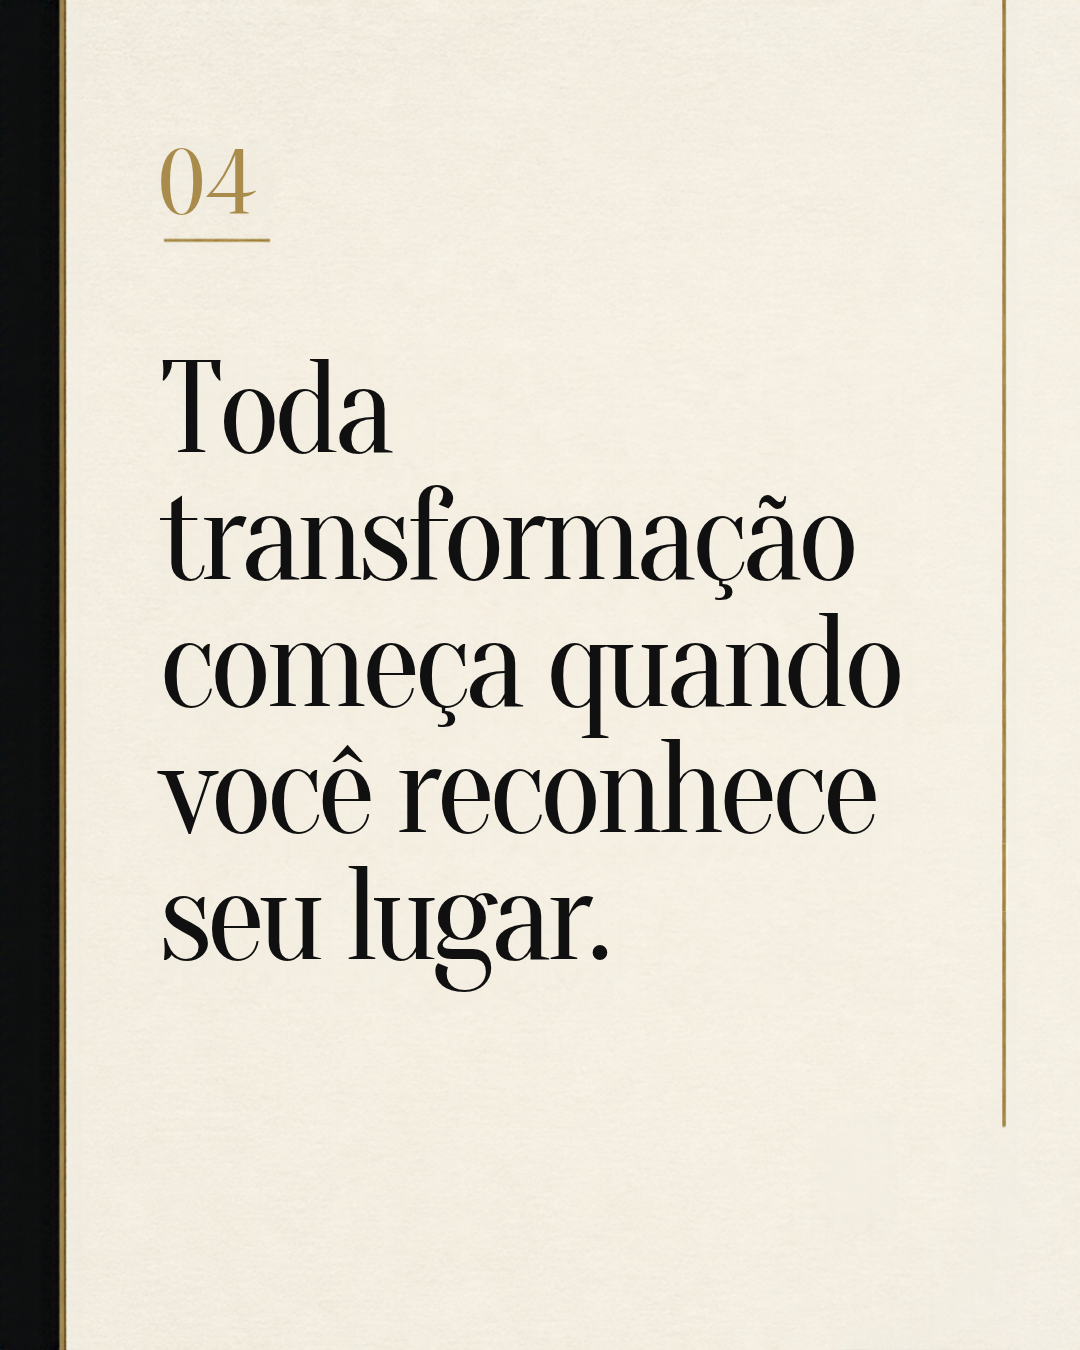 04
Toda
transformação
começa quando
você reconhece
seu lugar.